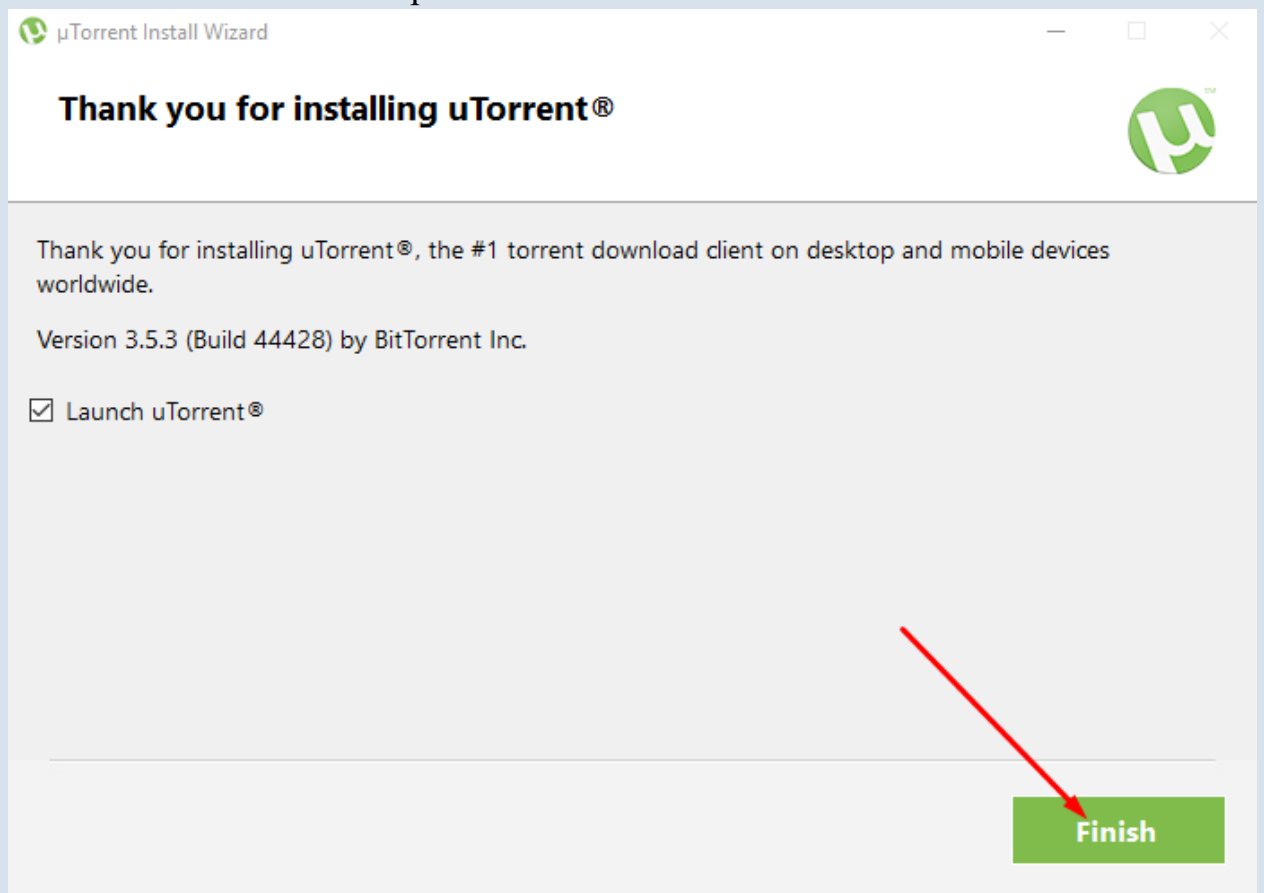 µTorrent Install Wizard
Thank you for installing uTorrent®
TM
Thank you for installing uTorrent®, the #1 torrent download client on desktop and mobile devices
worldwide.
Version 3.5.3 (Build 44428) by BitTorrent Inc.
Launch uTorrent®
Finish